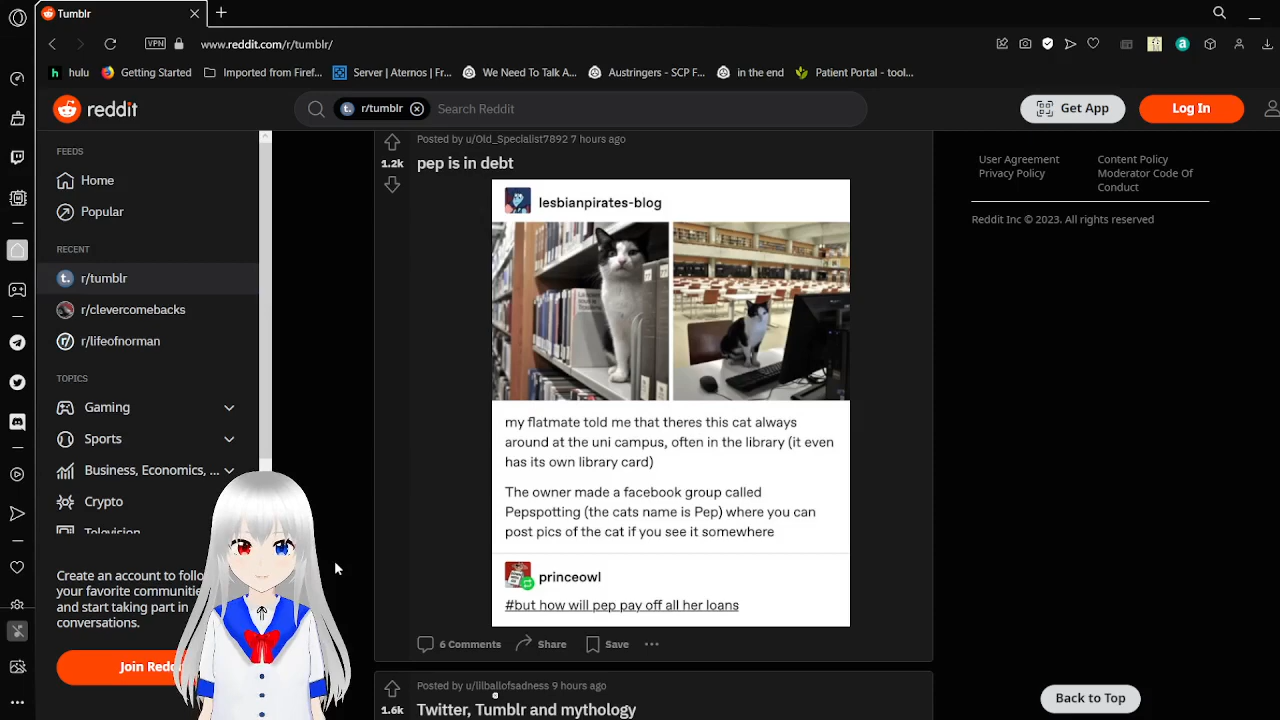 Tumblr
VPN
www.reddit.com/r/tumblr/
hulu
Getting Started
Imported from Firef...
Server | Aternos | Fr...
We Need To Talk A...
Austringers - SCP F...
in the end
Patient Portal - tool...
reddit
r/tumblr
Search Reddit
Get App
Log In
FEEDS
Home
Popular
RECENT
r/tumblr
r/clevercomebacks
r/lifeofnorman
TOPICS
Gaming
Sports
Business, Economics, ...
Crypto
Television
Create an account to follo
your favorite communitie
and start taking part in
conversations.
Join Redd
Posted by u/Old_Specialist7892 7 hours ago
1.2k
pep is in debt
lesbianpirates-blog
my flatmate told me that theres this cat always
around at the uni campus, often in the library (it even
has its own library card)
The owner made a facebook group called
Pepspotting (the cats name is Pep) where you can
post pics of the cat if you see it somewhere
princeowl
#but how will pep pay off all her loans
6 Comments
Share
Save
Posted by u/lilballofsadness 9 hours ago
1.6k
Twitter, Tumblr and mythology
User Agreement
Privacy Policy
Content Policy
Moderator Code Of
Conduct
Reddit Inc © 2023. All rights reserved
Back to Top